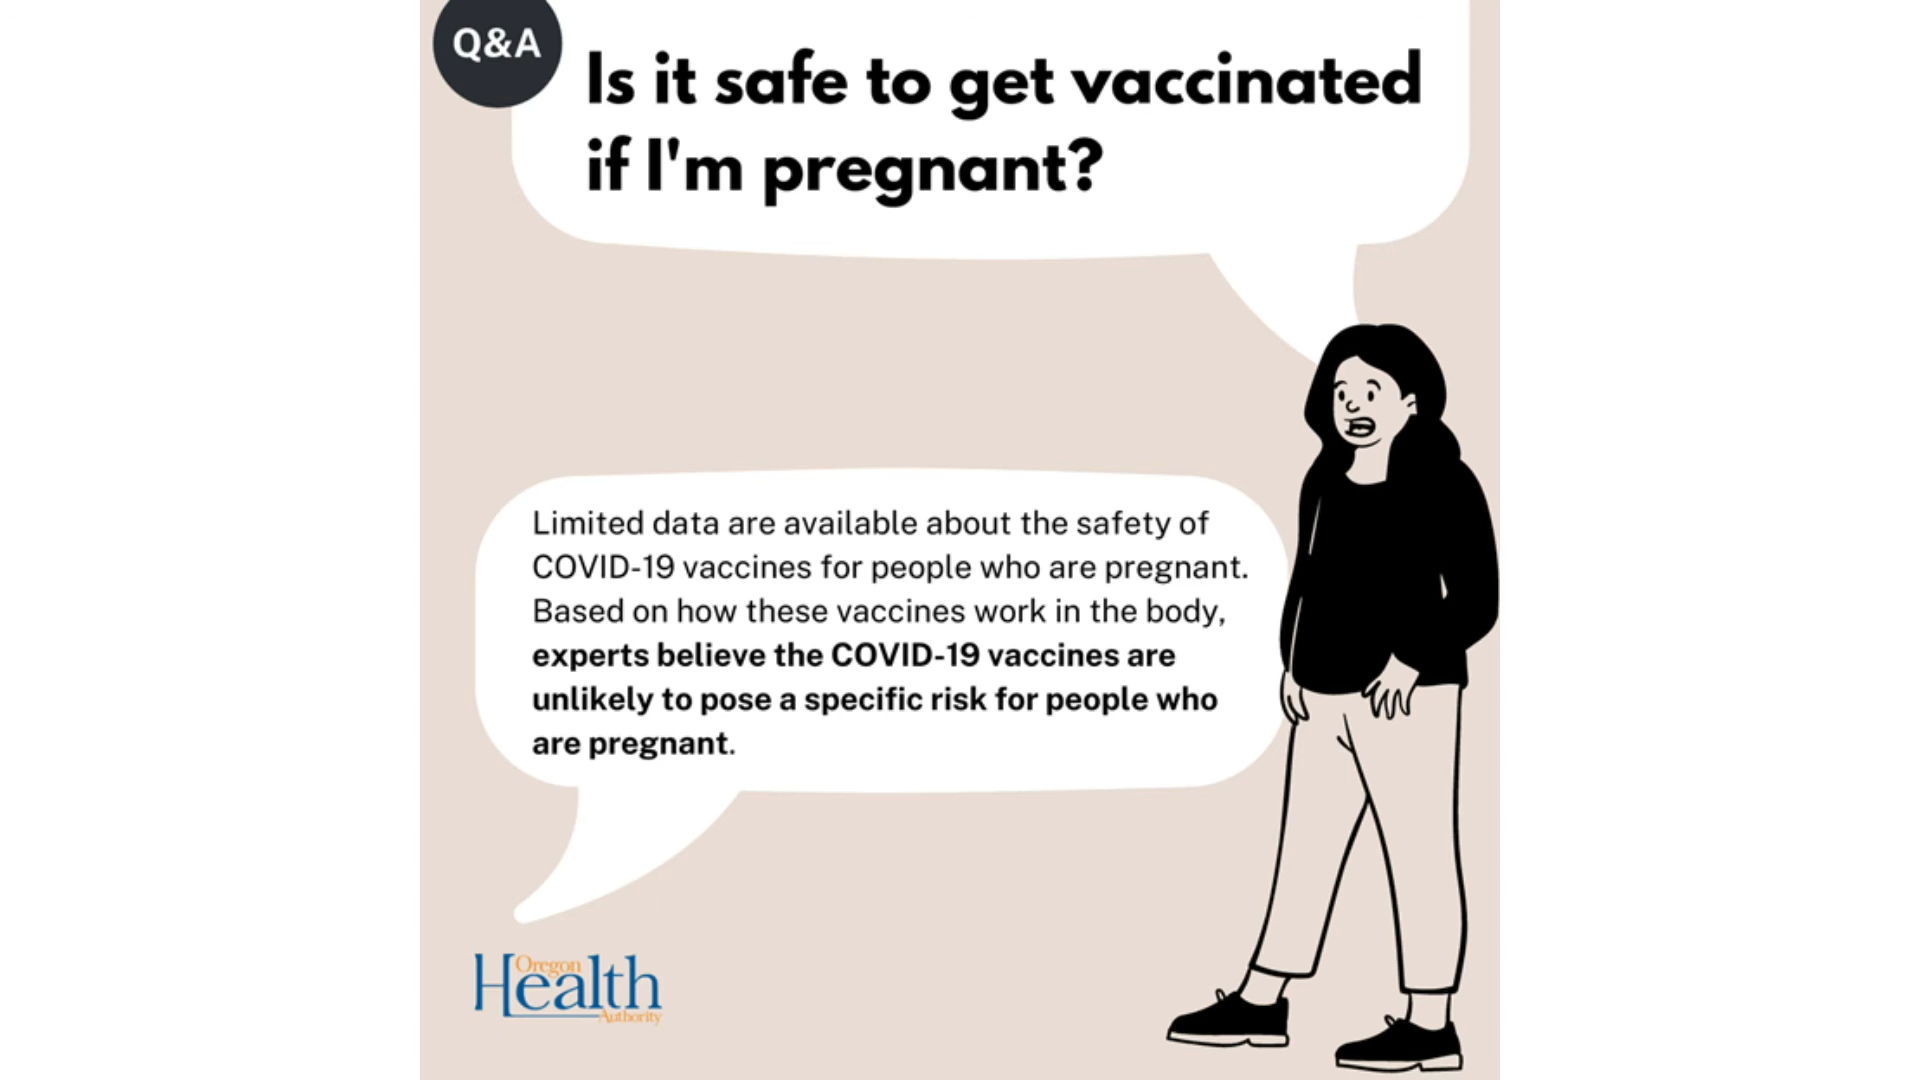 Q&A
Is it safe to get vaccinated
if I'm pregnant?
Limited data are available about the safety of
COVID-19 vaccines for people who are pregnant.
Based on how these vaccines work in the body,
experts believe the COVID-19 vaccines are
unlikely to pose a specific risk for people who
are pregnant.
Oregon
Health
Authority